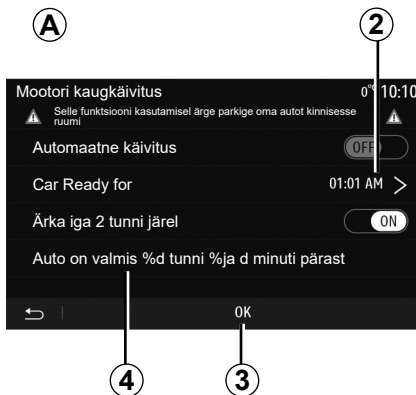 A
2
Mootori kaugkäivitus 0° 10:10
Selle funktsiooni kasutamisel ärge parkige oma autot kinnisesse
ruumi
Automaatne käivitus OFF
Car Ready for 01:01 AM
Ärka iga 2 tunni järel ON
Auto on valmis %d tunni %ja d minuti pärast
OK
4
3